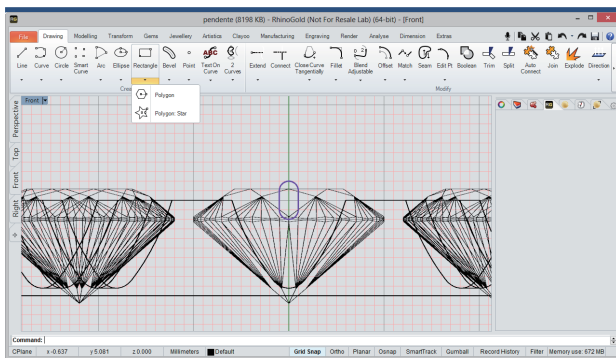 pendente (8198 KB) - RhinoGold (Not For Resale Lab) (64-bit) - [Front]
File Drawing Modelling Transform Gems Jewellery Artistics Clayoo Manufacturing Engraving Render Analyse Dimension Extras
Line Curve Circle Smart Curve Arc Ellipse Rectangle Bevel Point Text On Curve 2 Curves Extend Connect Close Curve Tangentially Fillet Blend Adjustable Offset Match Seam Edit Pt Boolean Trim Split Auto Connect Join Explode Direction
Modify
Polygon
Polygon: Star
Front
Perspective
Top
Front
Right
Command:
CPlane x -0.637 y 5.081 z 0.000 Millimeters Default Grid Snap Ortho Planar Osnap SmartTrack Gumball Record History Filter Memory use: 672 MB